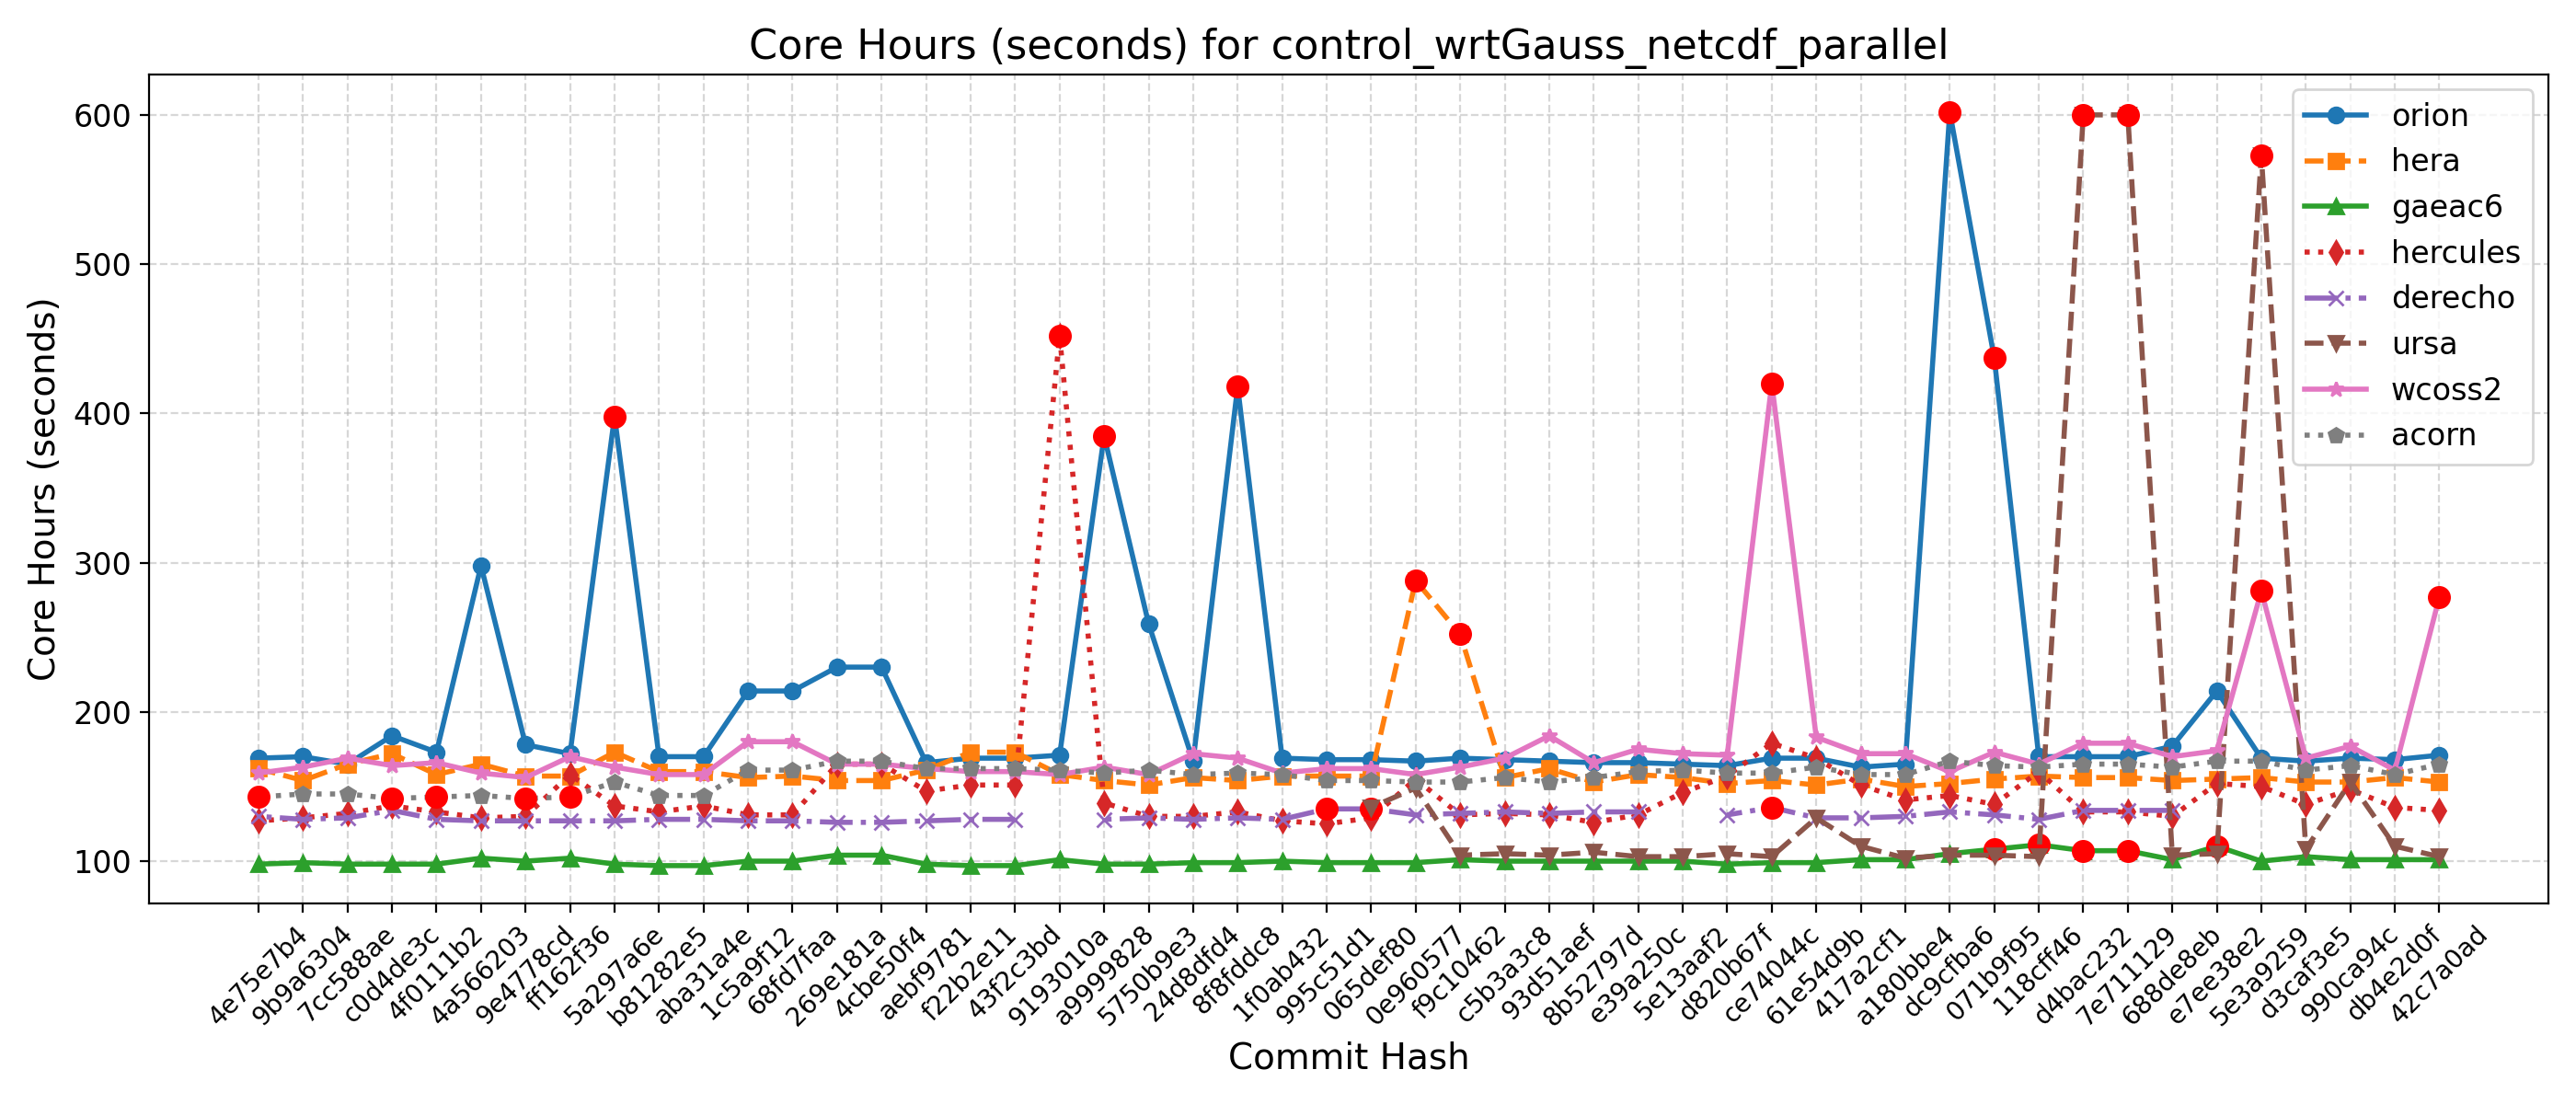 Core Hours (seconds) for control_wrtGauss_netcdf_parallel
Core Hours (seconds)
600
500
400
300
200
100
orion
hera
gaeac6
hercules
derecho
ursa
wcoss2
acorn
4e75e7b4
9b9a6304
7cc588ae
c0d4de3c
4f0111b2
4a566203
9e4778cd
ff162f36
5a297a6e
b81282e5
aba31a4e
1c5a9f12
68fd7faa
269e181a
4cbe50f4
aebf9781
f22b2e11
43f2c3bd
9193010a
a9999828
5750b9e3
24d8dfd4
8f8fddc8
1f0ab432
995c51d1
065def80
0e960577
f9c10462
c5b3a3c8
93d51aef
8b52797d
e39a250c
5e13aaf2
d820b67f
ce74044c
61e54d9b
417a2cf1
a180bbe4
dc9cfba6
071b9f95
118cff46
d4bac232
7e711129
688de8eb
e7ee38e2
5e3a9259
d3caf3e5
990ca94c
db4e2d0f
42c7a0ad
Commit Hash